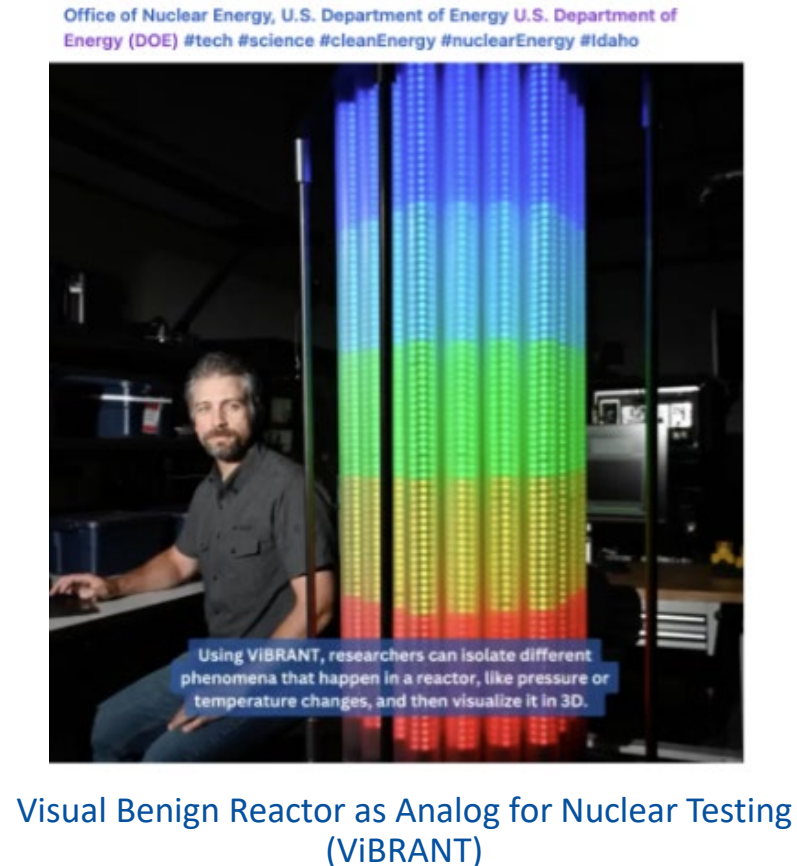 Office of Nuclear Energy, U.S. Department of Energy U.S. Department of
Energy (DOE) #tech #science #cleanEnergy #nuclearEnergy #Idaho
Using ViBRANT, researchers can isolate different
phenomena that happen in a reactor, like pressure or
temperature changes, and then visualize it in 3D.
Visual Benign Reactor as Analog for Nuclear Testing
(ViBRANT)